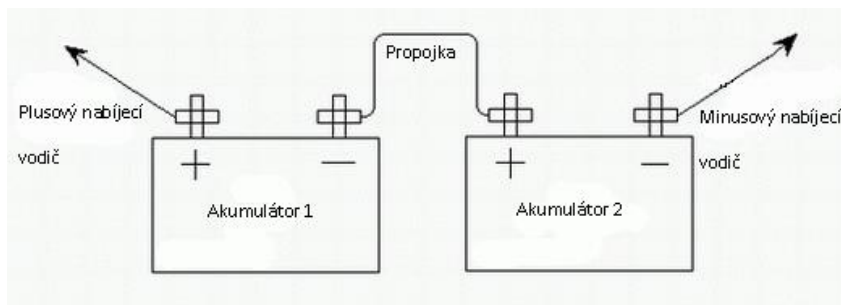 Propojka
Plusový nabíjecí
vodič
Minusový nabíjecí
vodič
+
—
+
—
Akumulátor 1
Akumulátor 2